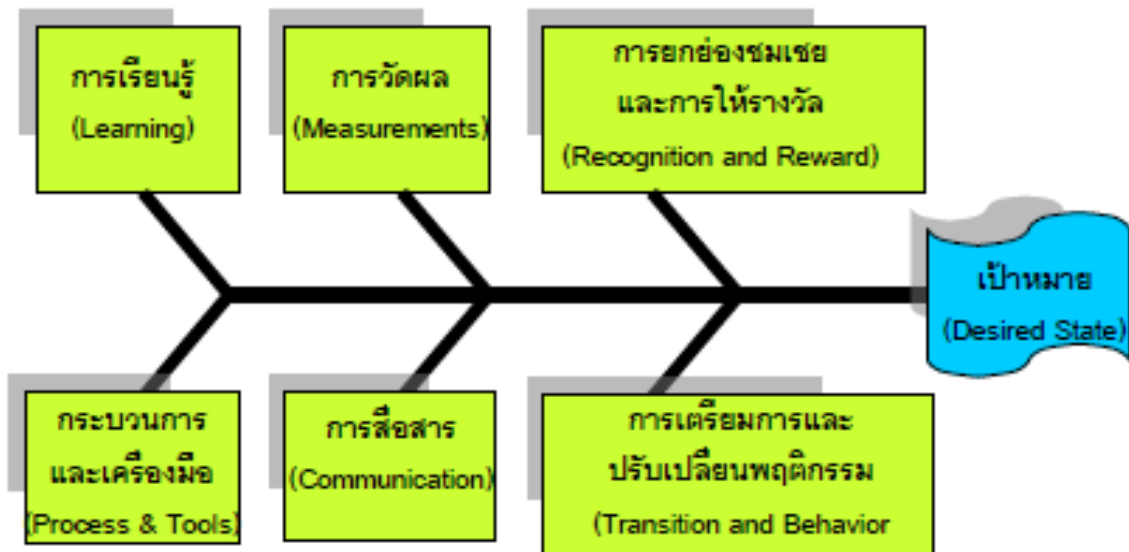 การเรียนรู้
(Learning)
การวัดผล
(Measurements)
การยกย่องชมเชย
และการให้รางวัล
(Recognition and Reward)
เป้าหมาย
(Desired State)
กระบวนการ
และเครื่องมือ
(Process & Tools)
การสื่อสาร
(Communication)
การเตรียมการและ
ปรับเปลี่ยนพฤติกรรม
(Transition and Behavior